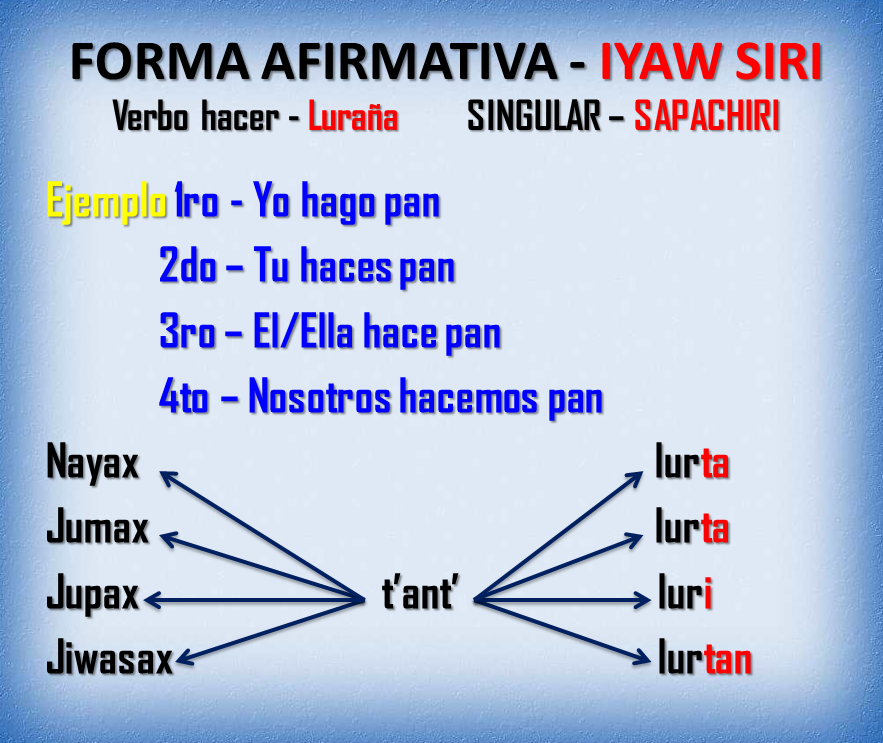 FORMA AFIRMATIVA - IYAW SIRI
Verbo hacer - Luraña SINGULAR – SAPACHIRI
Ejemplo 1ro - Yo hago pan
2do – Tu haces pan
3ro – El/Ella hace pan
4to – Nosotros hacemos pan
Nayax lurta
Jumax lurta
Jupax t’ant’ luri
Jiwasax lurtan